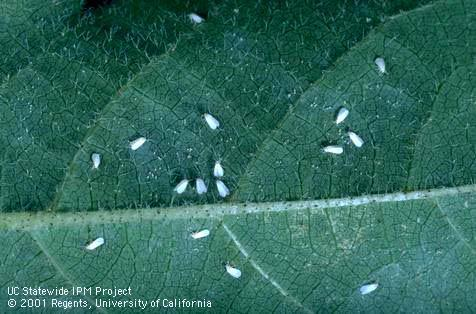 UC Statewide IPM Project
© 2001 Regents, University of California